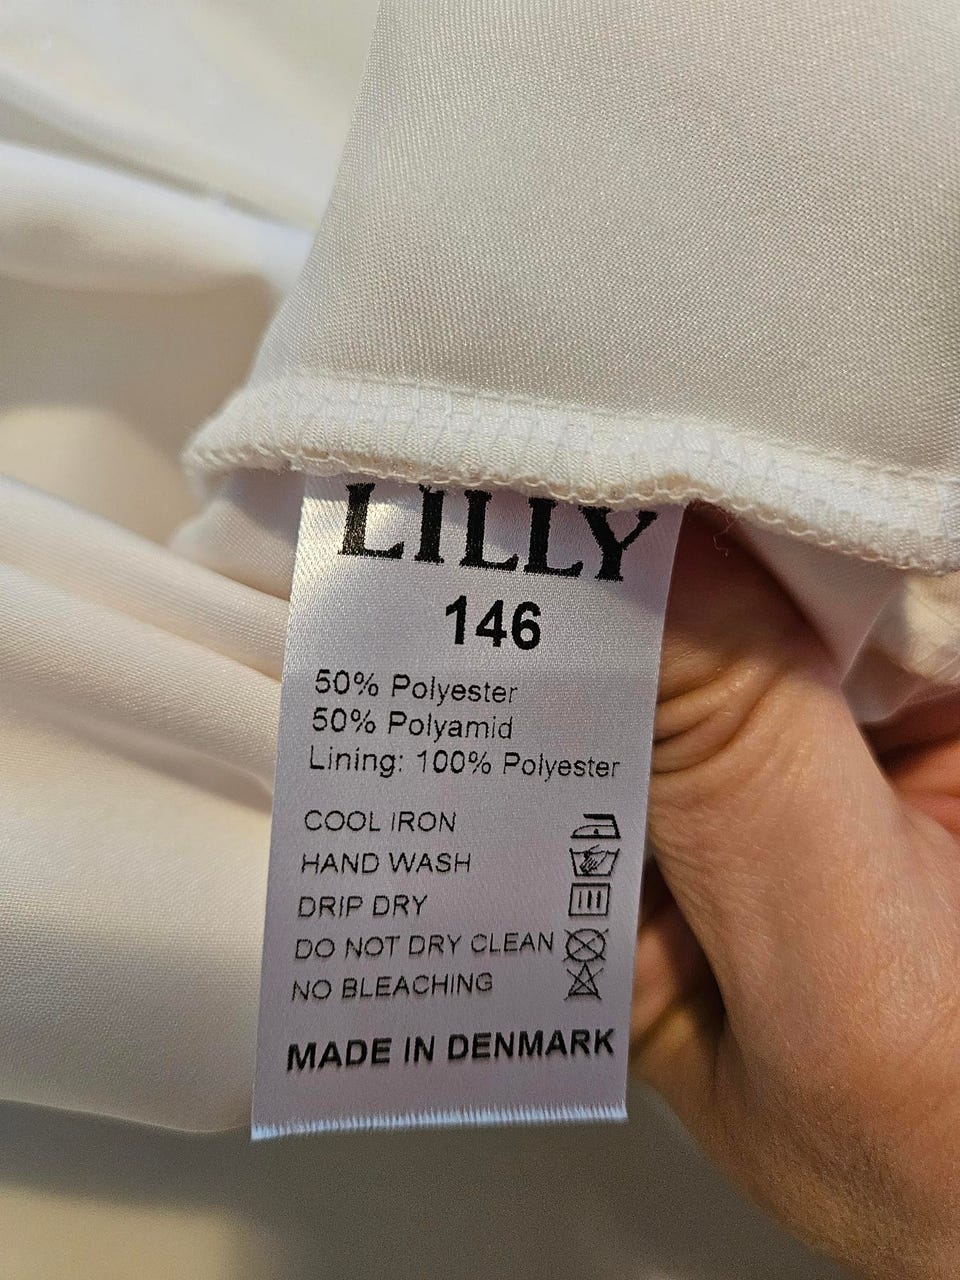 LILLY
146
50% Polyester
50% Polyamid
Lining: 100% Polyester
COOL IRON
HAND WASH
DRIP DRY
DO NOT DRY CLEAN
NO BLEACHING
MADE IN DENMARK